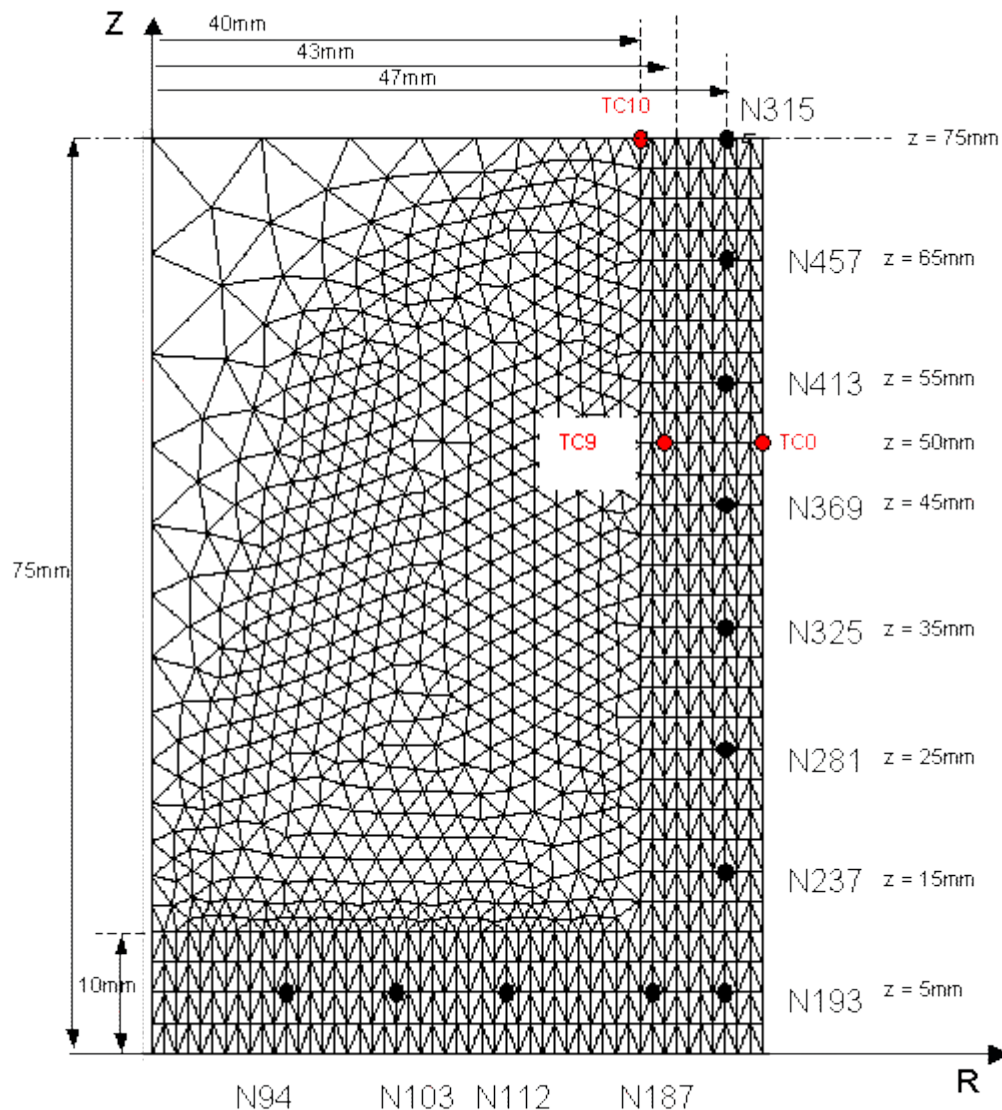 Z
40mm
43mm
47mm
TC10
N315
z = 75mm
N457 z = 65mm
N413 z = 55mm
TC9 TC0 z = 50mm
N369 z = 45mm
75mm
N325 z = 35mm
N281 z = 25mm
N237 z = 15mm
10mm
N193 z = 5mm
R
N94 N103 N112 N187